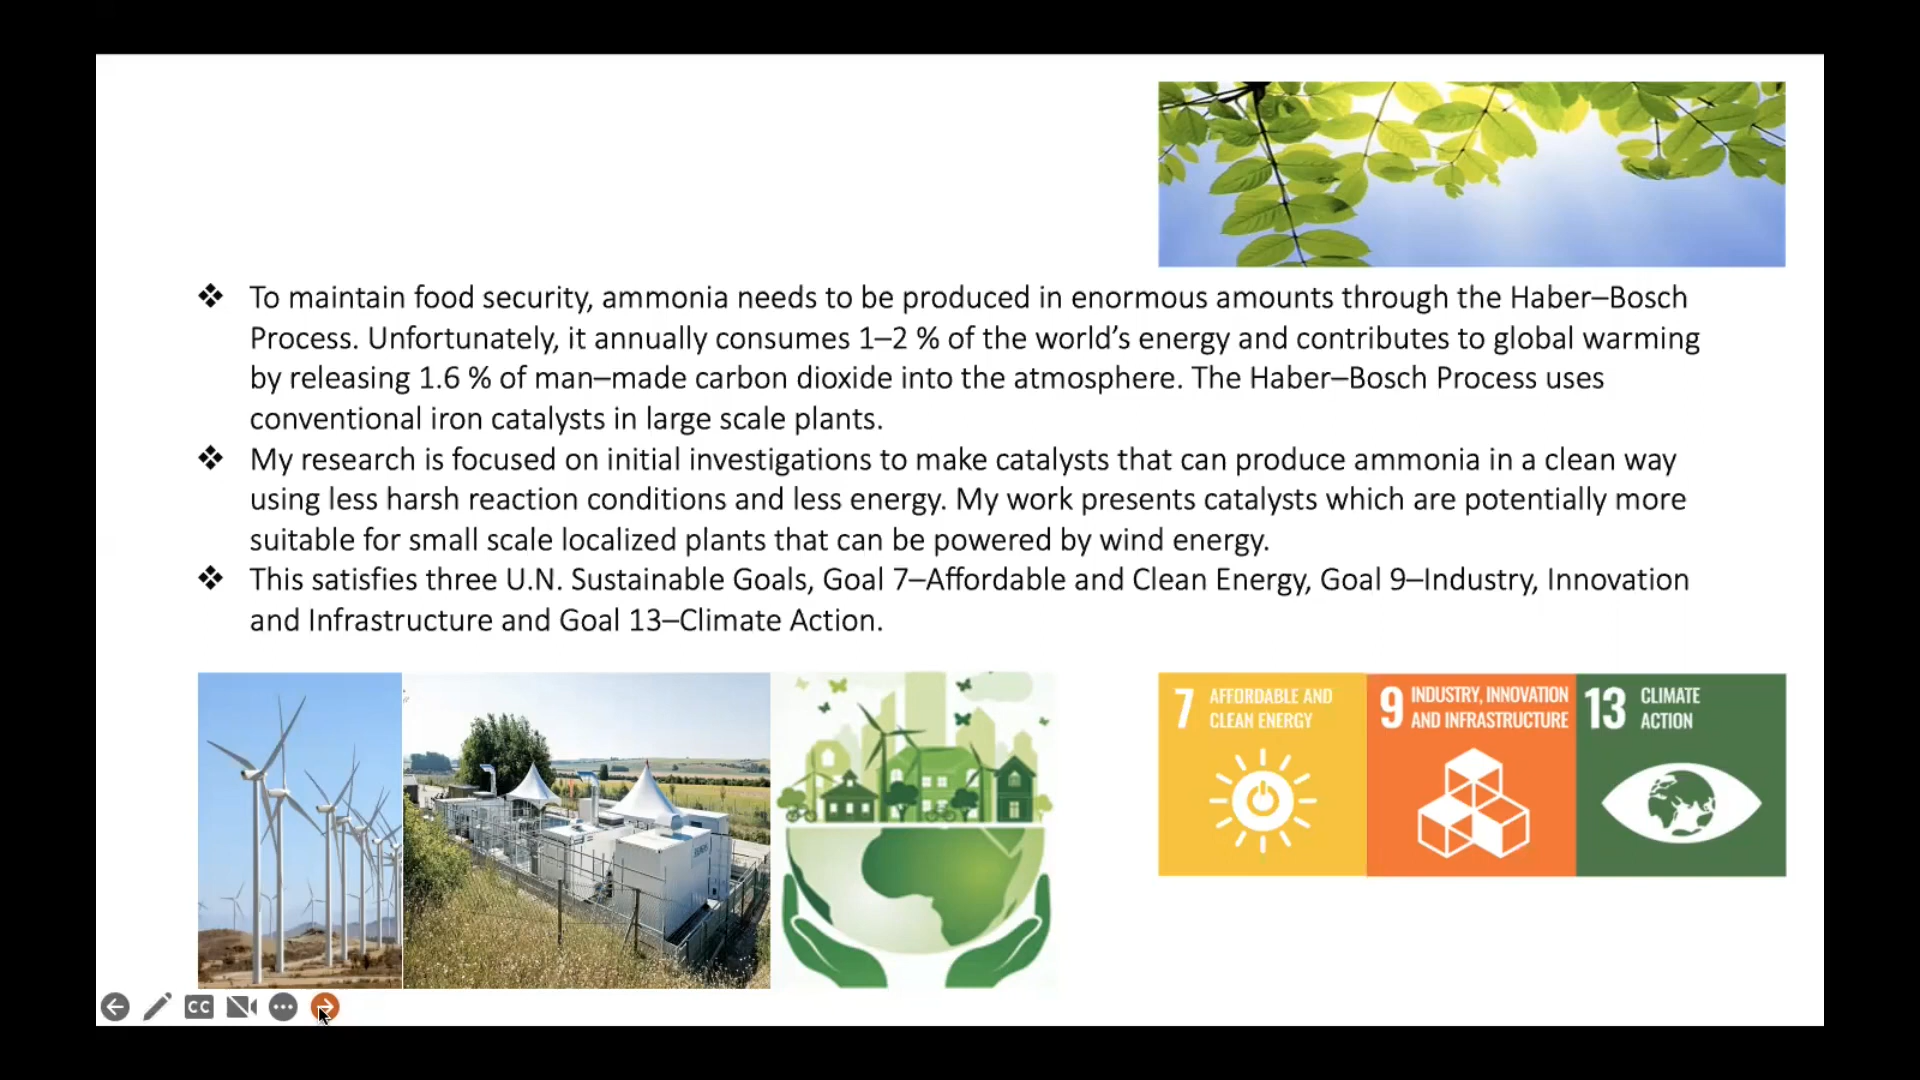 ❖ To maintain food security, ammonia needs to be produced in enormous amounts through the Haber–Bosch
Process. Unfortunately, it annually consumes 1–2 % of the world’s energy and contributes to global warming
by releasing 1.6 % of man–made carbon dioxide into the atmosphere. The Haber–Bosch Process uses
conventional iron catalysts in large scale plants.
❖ My research is focused on initial investigations to make catalysts that can produce ammonia in a clean way
using less harsh reaction conditions and less energy. My work presents catalysts which are potentially more
suitable for small scale localized plants that can be powered by wind energy.
❖ This satisfies three U.N. Sustainable Goals, Goal 7–Affordable and Clean Energy, Goal 9–Industry, Innovation
and Infrastructure and Goal 13–Climate Action.
7 AFFORDABLE AND
CLEAN ENERGY
9 INDUSTRY, INNOVATION
AND INFRASTRUCTURE
13 CLIMATE
ACTION
CC